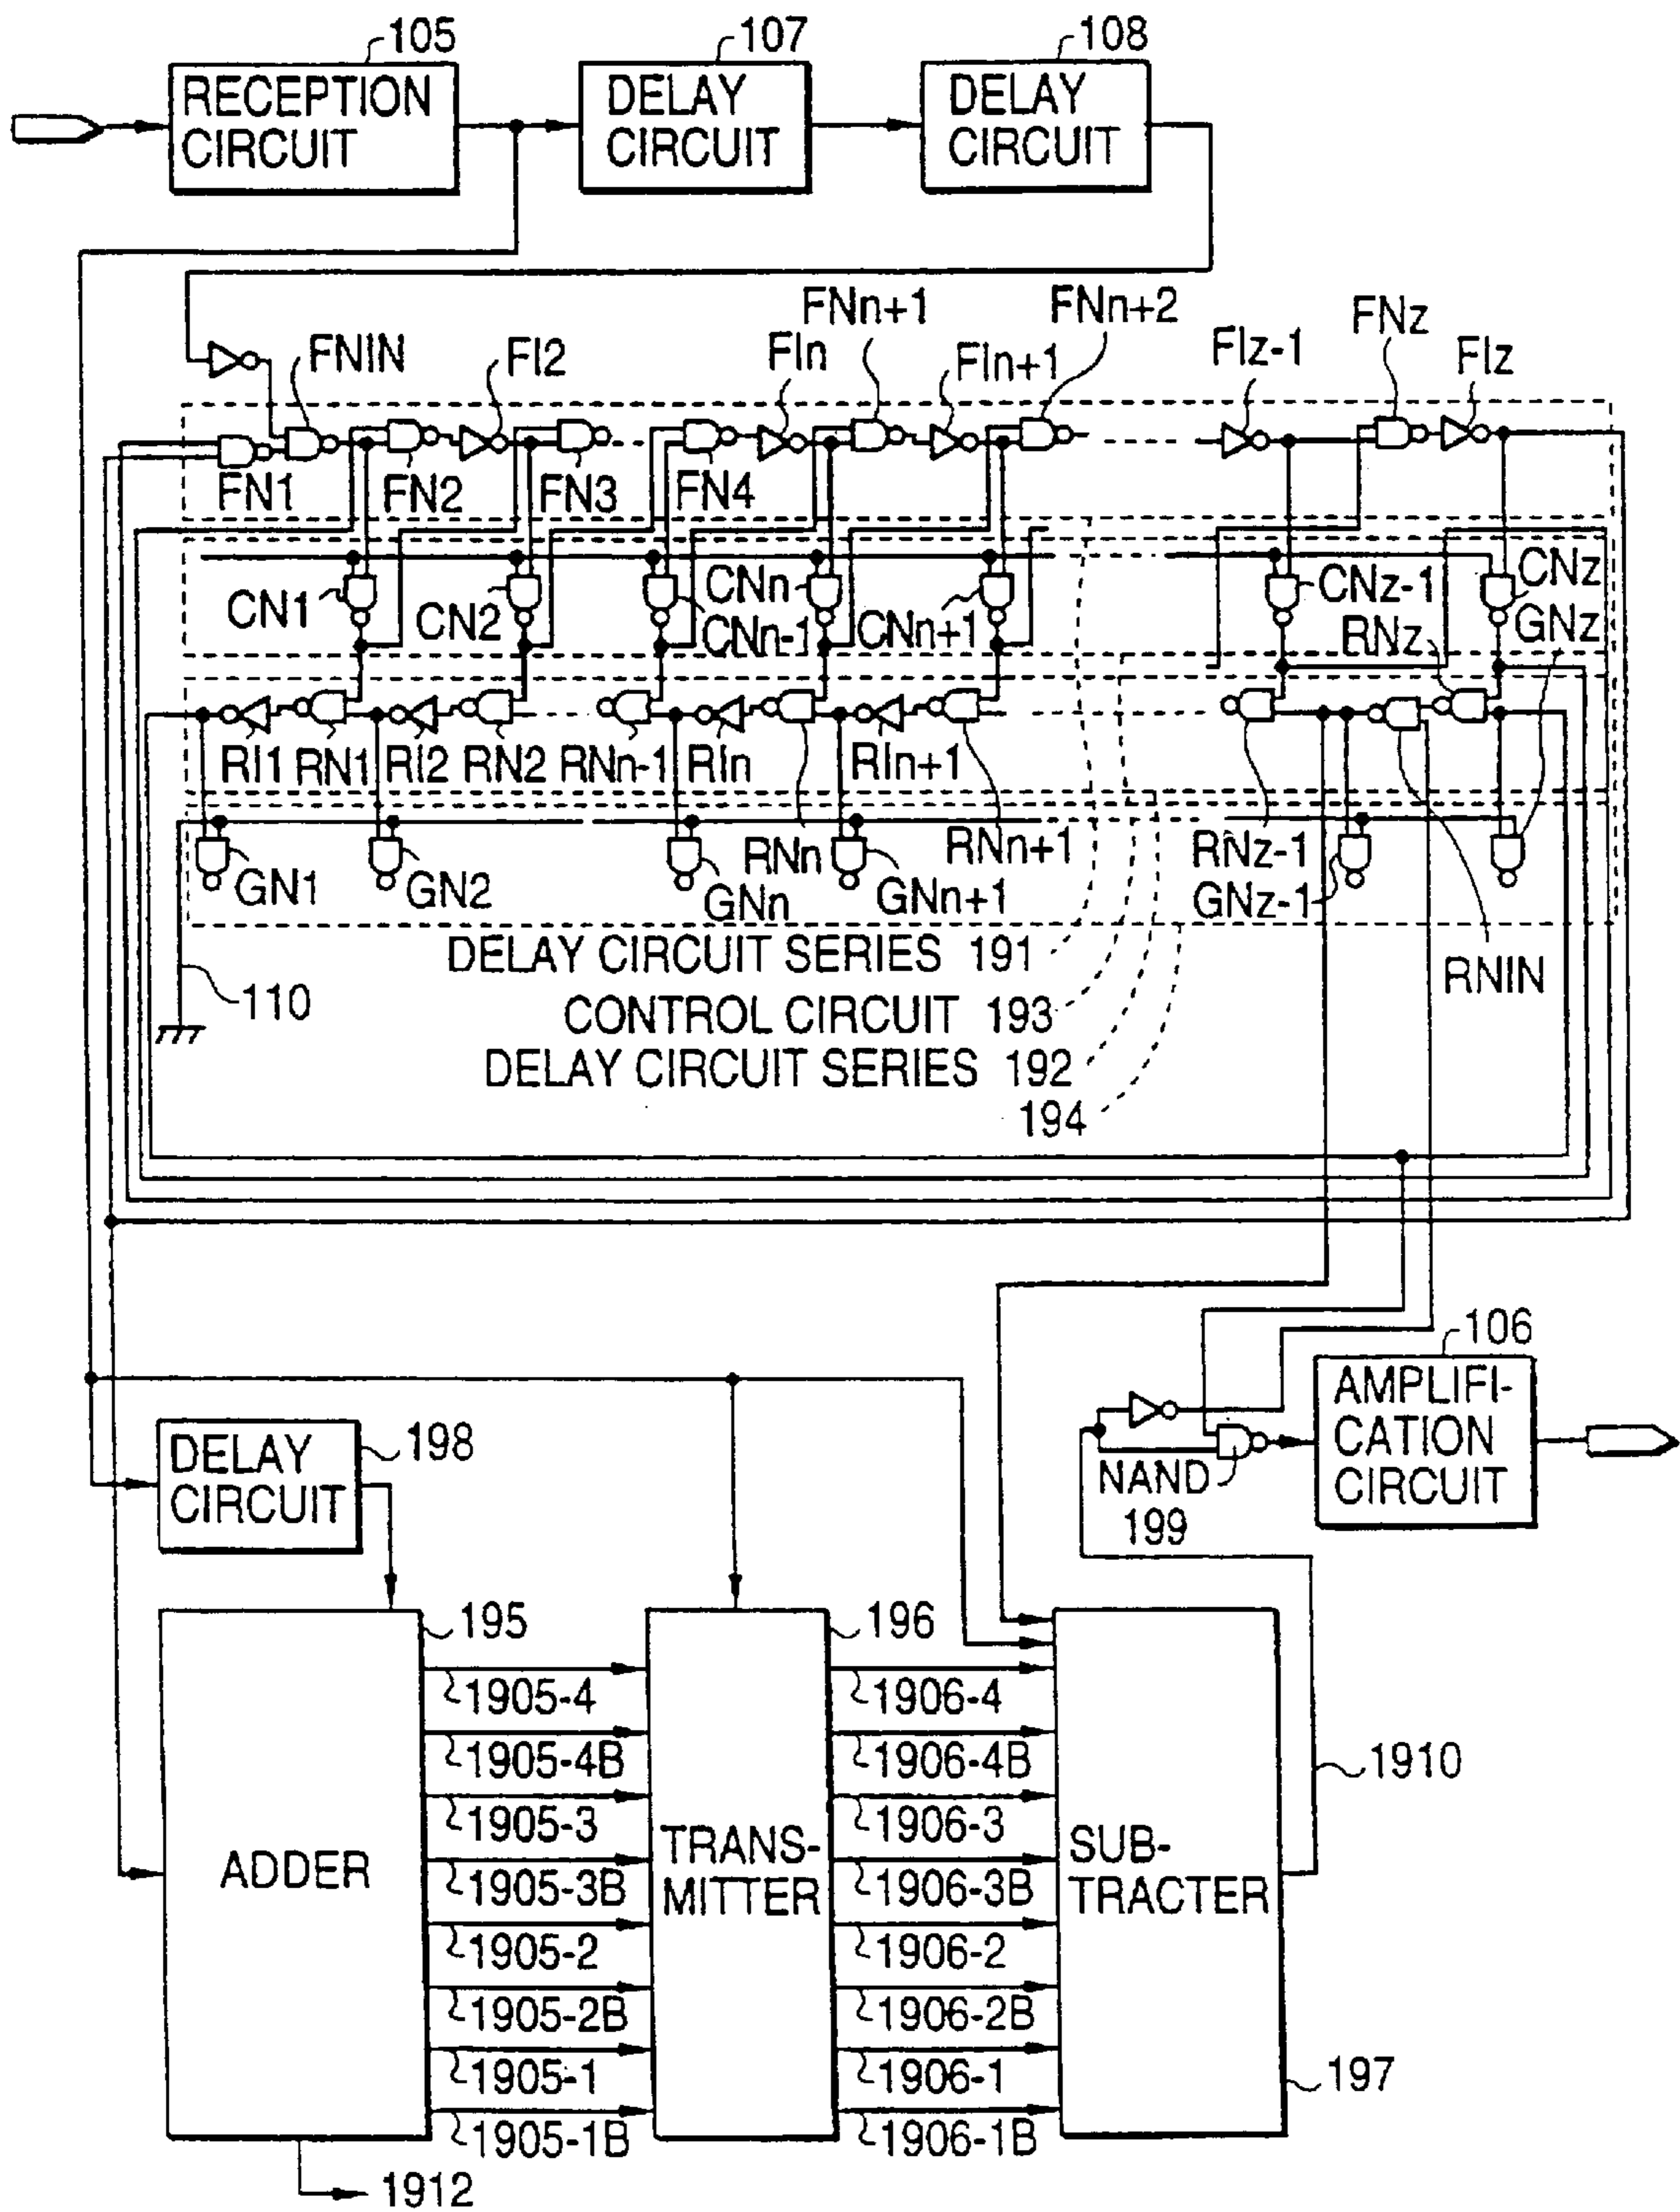 105
107
108
RECEPTION
CIRCUIT
DELAY
CIRCUIT
DELAY
CIRCUIT
FNn+1
FNn+2
FNz
FNIN
FI2
FIn
FIn+1
FIz-1
FIz
FN1
FN2
FN3
FN4
CN1
CN2
CNn
CNn-1
CNn+1
CNz-1
CNz
GNz
RNz
RI1
RN1
RI2
RN2
RNn-1
RIn
RIn+1
RNn
RNn+1
RNz-1
GN1
GN2
GNn
GNn+1
GNz-1
RNIN
DELAY CIRCUIT SERIES 191
110
CONTROL CIRCUIT 193
DELAY CIRCUIT SERIES 192
194
106
AMPLIFI-
CATION
CIRCUIT
198
DELAY
CIRCUIT
NAND
199
195
196
1905-4
1906-4
1905-4B
1906-4B
1910
1905-3
1906-3
ADDER
TRANS-
MITTER
SUB-
TRACTER
1905-3B
1906-3B
1905-2
1906-2
1905-2B
1906-2B
1905-1
1906-1
197
1905-1B
1906-1B
1912